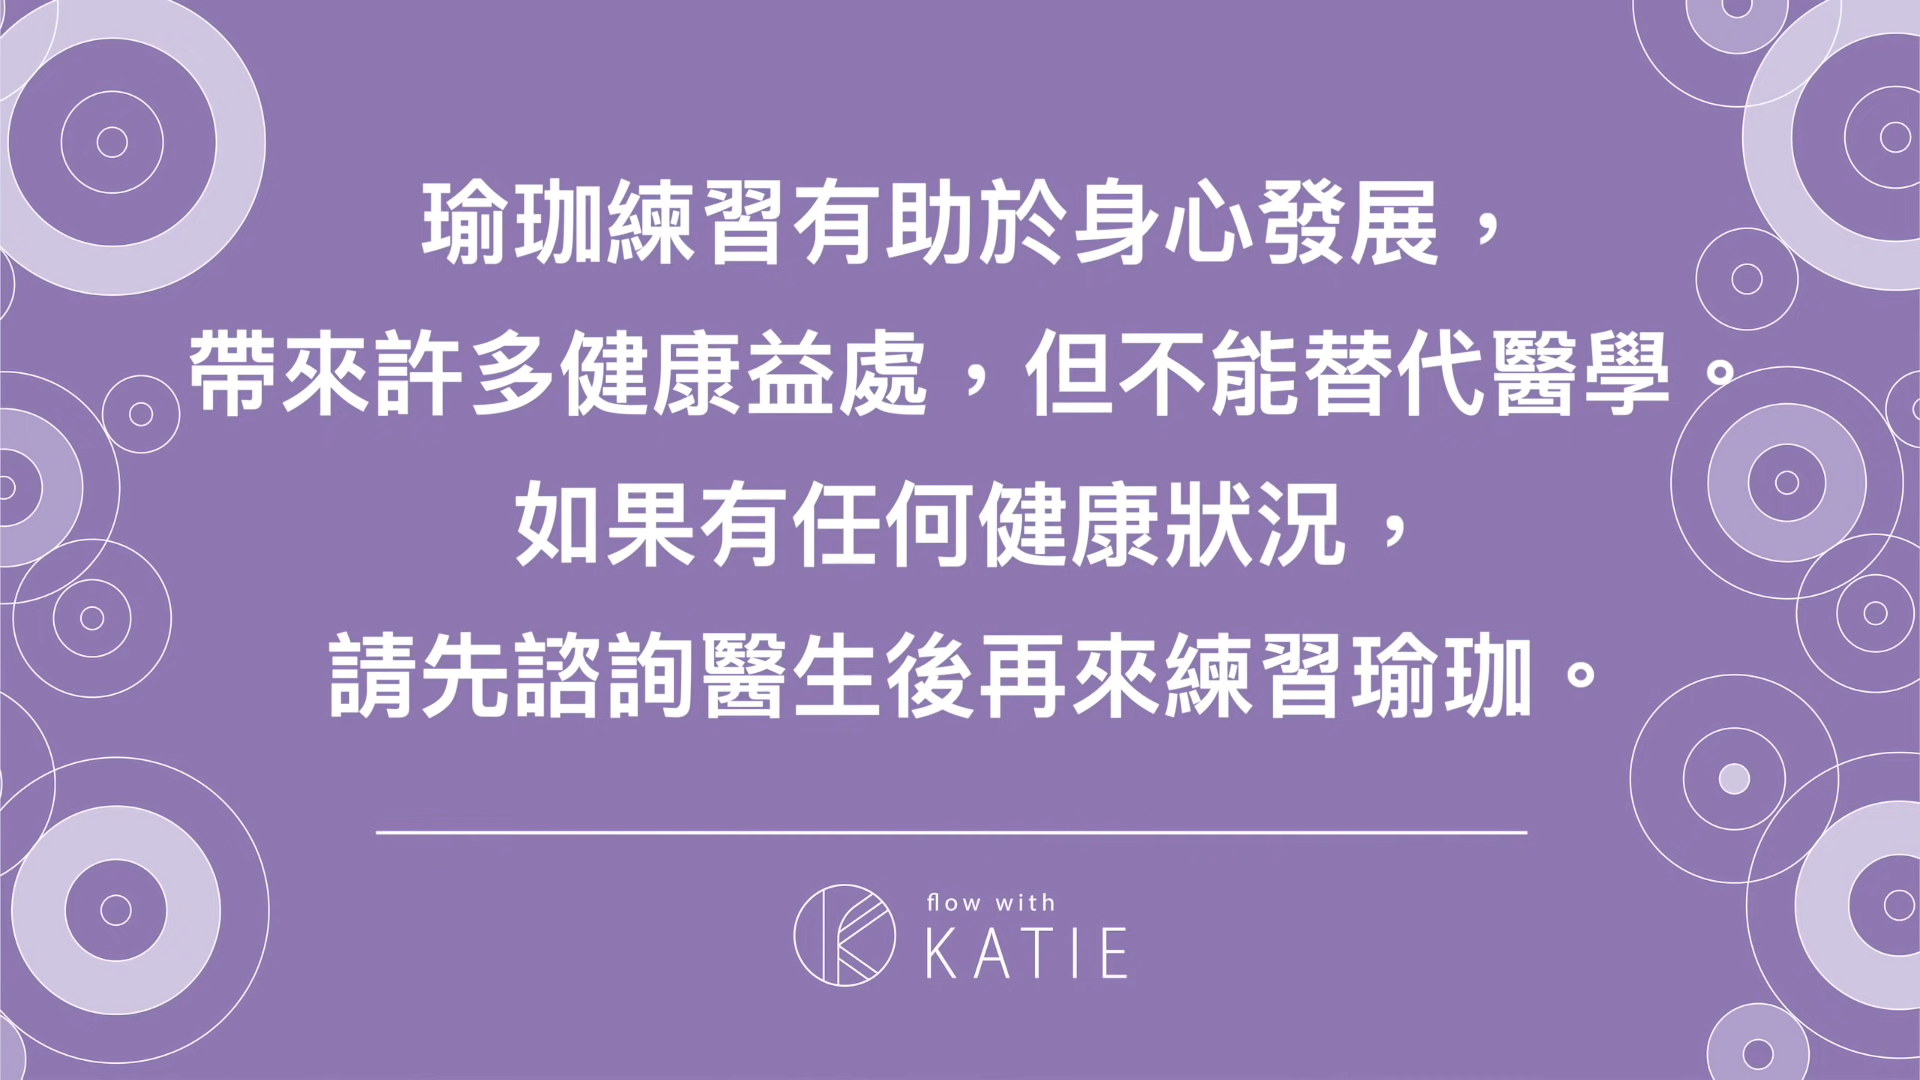 瑜珈練習有助於身心發展，
帶來許多健康益處，但不能替代醫學。
如果有任何健康狀況，
請先諮詢醫生後再來練習瑜珈。
flow with
KATIE